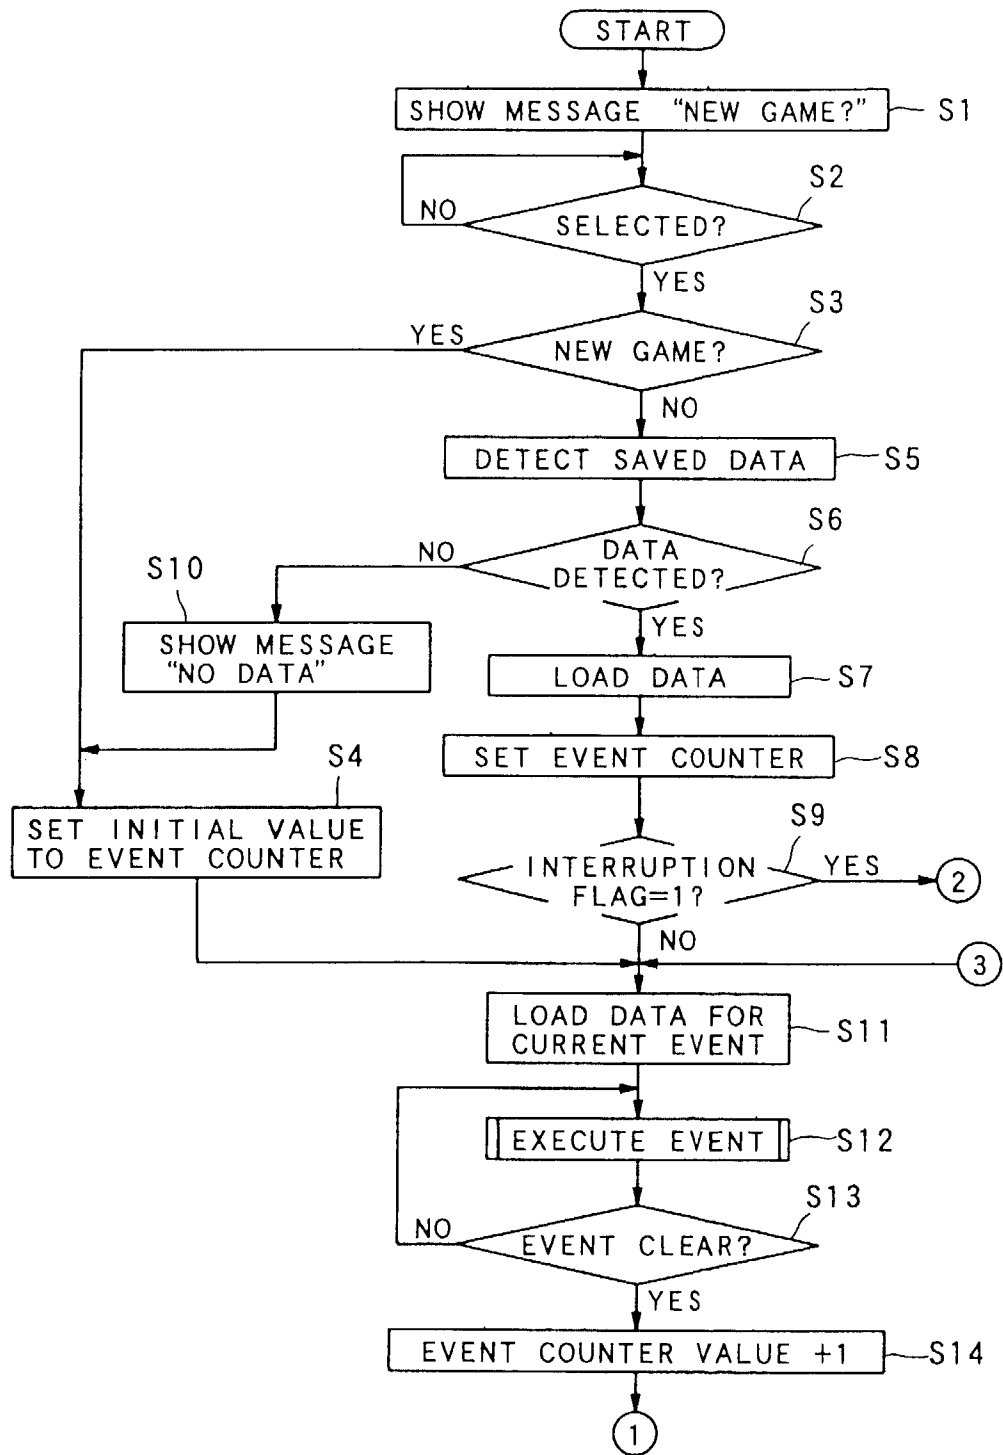 START
SHOW MESSAGE "NEW GAME?"
S1
S2
NO
SELECTED?
YES
S3
YES
NEW GAME?
NO
DETECT SAVED DATA
S5
S6
NO
DATA
DETECTED?
S10
YES
SHOW MESSAGE
"NO DATA"
LOAD DATA
S7
SET EVENT COUNTER
S8
S4
SET INITIAL VALUE
TO EVENT COUNTER
S9
INTERRUPTION
FLAG=1?
YES
2
NO
3
LOAD DATA FOR
CURRENT EVENT
S11
EXECUTE EVENT
S12
S13
NO
EVENT CLEAR?
YES
EVENT COUNTER VALUE +1
S14
1